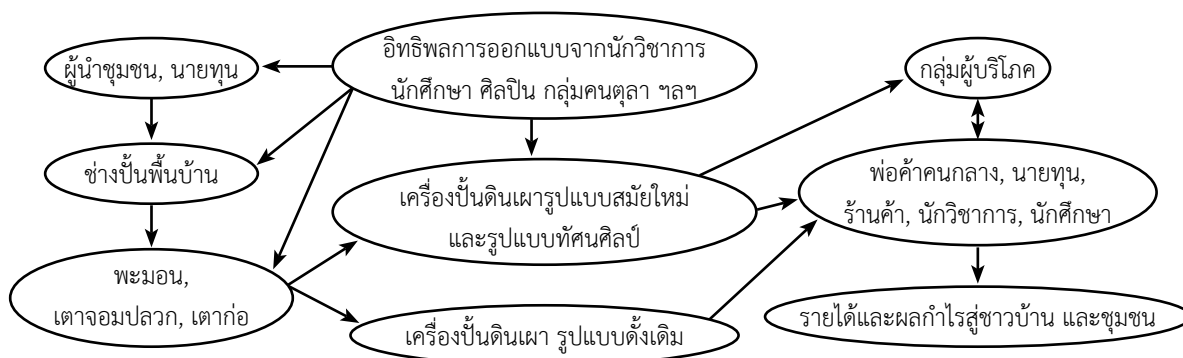 อิทธิพลการออกแบบจากนักวิชาการ
นักศึกษา ศิลปิน กลุ่มคนตุลา ฯลฯ
ผู้นำชุมชน, นายทุน
กลุ่มผู้บริโภค
ช่างปั้นพื้นบ้าน
เครื่องปั้นดินเผารูปแบบสมัยใหม่
และรูปแบบทัศนศิลป์
พ่อค้าคนกลาง, นายทุน,
ร้านค้า, นักวิชาการ, นักศึกษา
พะมอน,
เตาจอมปลวก, เตาก่อ
เครื่องปั้นดินเผา รูปแบบดั้งเดิม
รายได้และผลกำไรสู่ชาวบ้าน และชุมชน